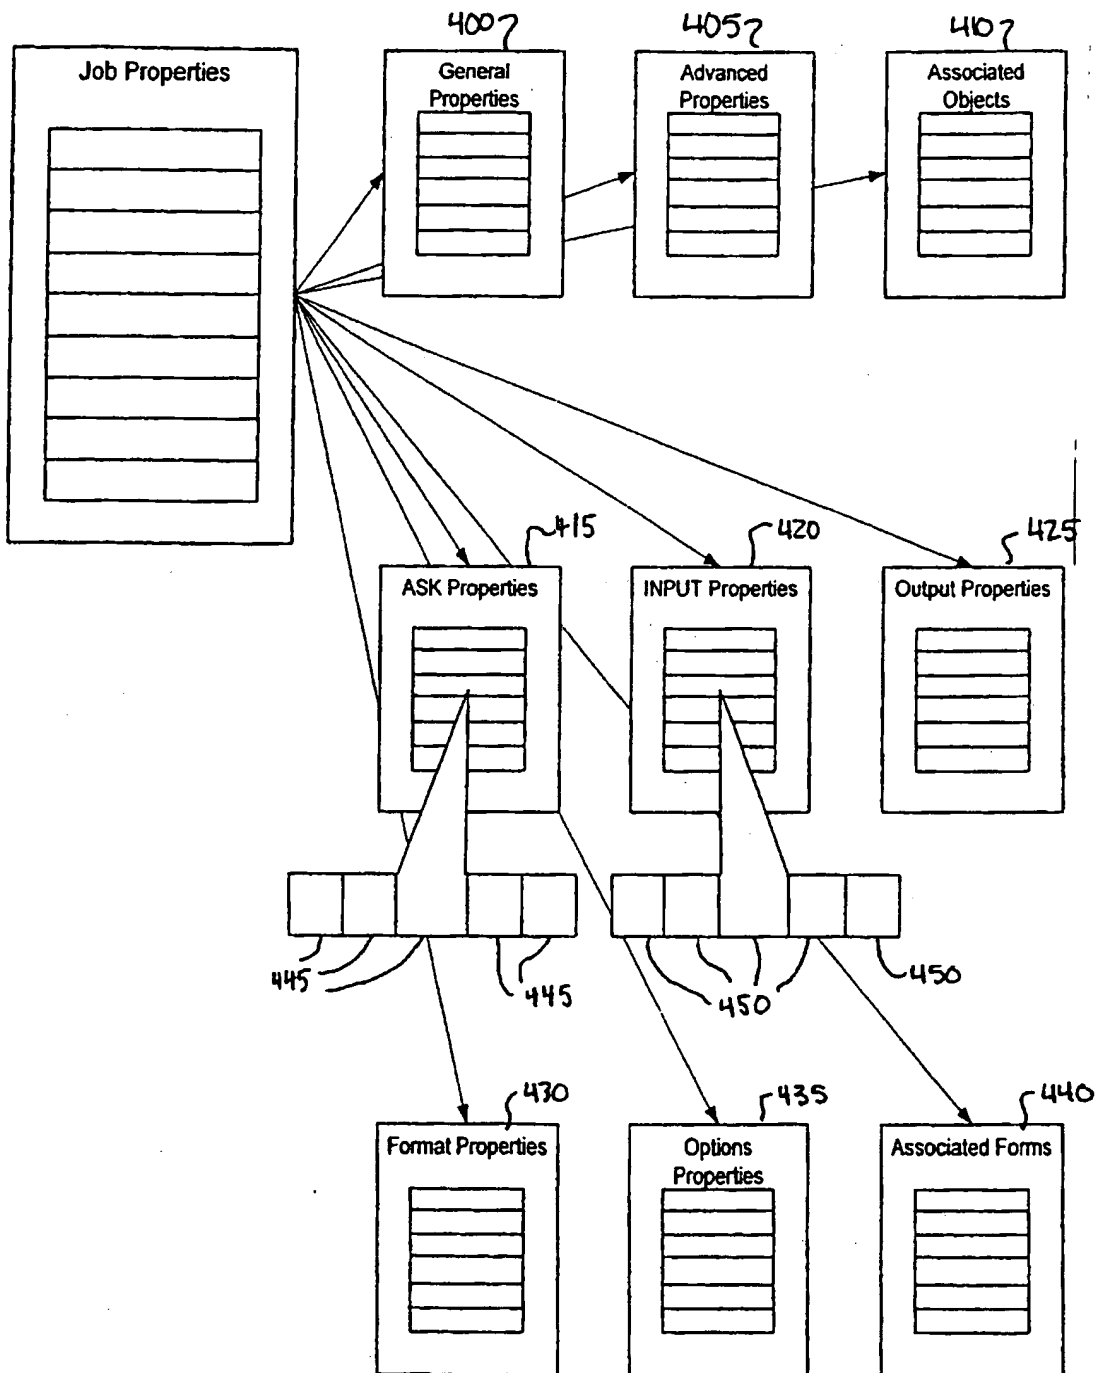 400
405
410
Job Properties
General
Properties
Advanced
Properties
Associated
Objects
415
420
425
ASK Properties
INPUT Properties
Output Properties
445
445
450
450
430
435
440
Format Properties
Options
Properties
Associated Forms